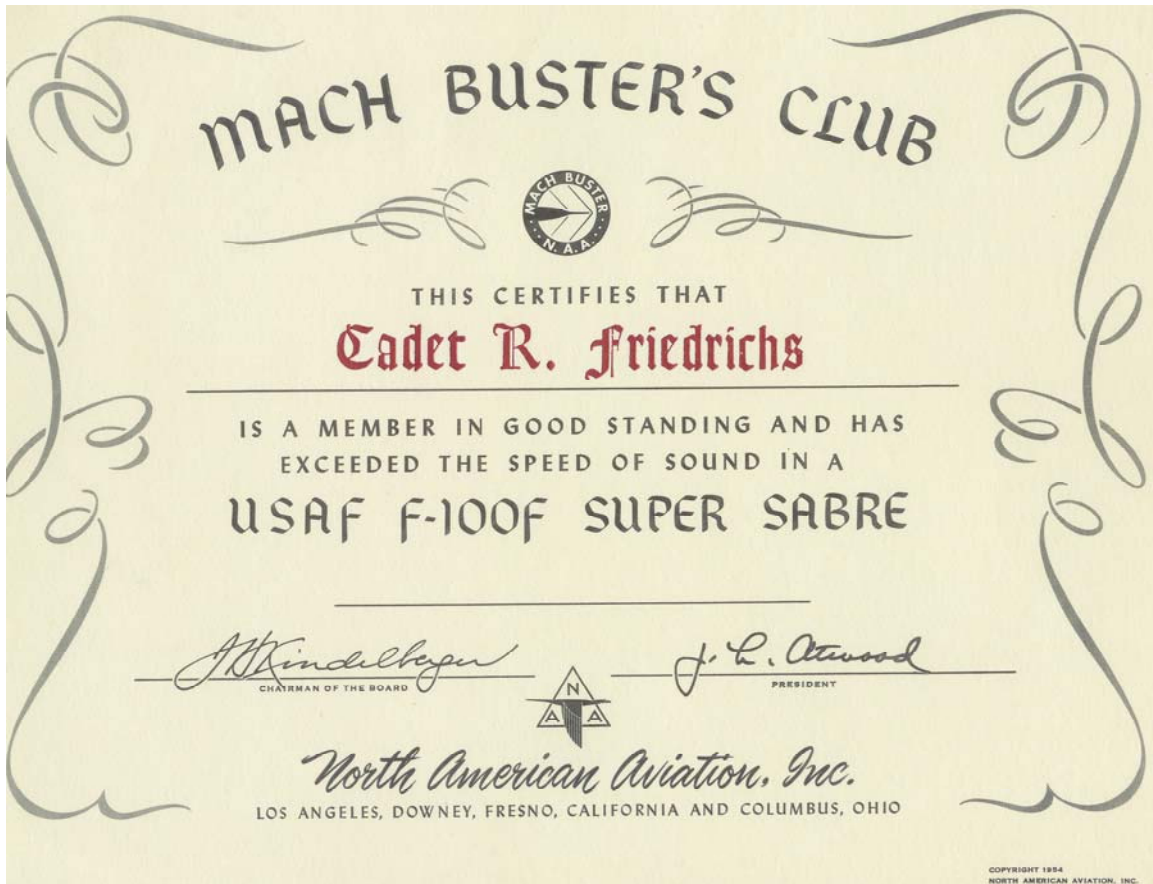 MACH BUSTER'S CLUB
MACH BUSTER
N. A. A.
THIS CERTIFIES THAT
Cadet R. Friedrichs
IS A MEMBER IN GOOD STANDING AND HAS
EXCEEDED THE SPEED OF SOUND IN A
USAF F-100F SUPER SABRE
J H Kindelberger
J. L. Atwood
CHAIRMAN OF THE BOARD
PRESIDENT
N
A A
North American Aviation, Inc.
LOS ANGELES, DOWNEY, FRESNO, CALIFORNIA AND COLUMBUS, OHIO
COPYRIGHT 1954
NORTH AMERICAN AVIATION, INC.